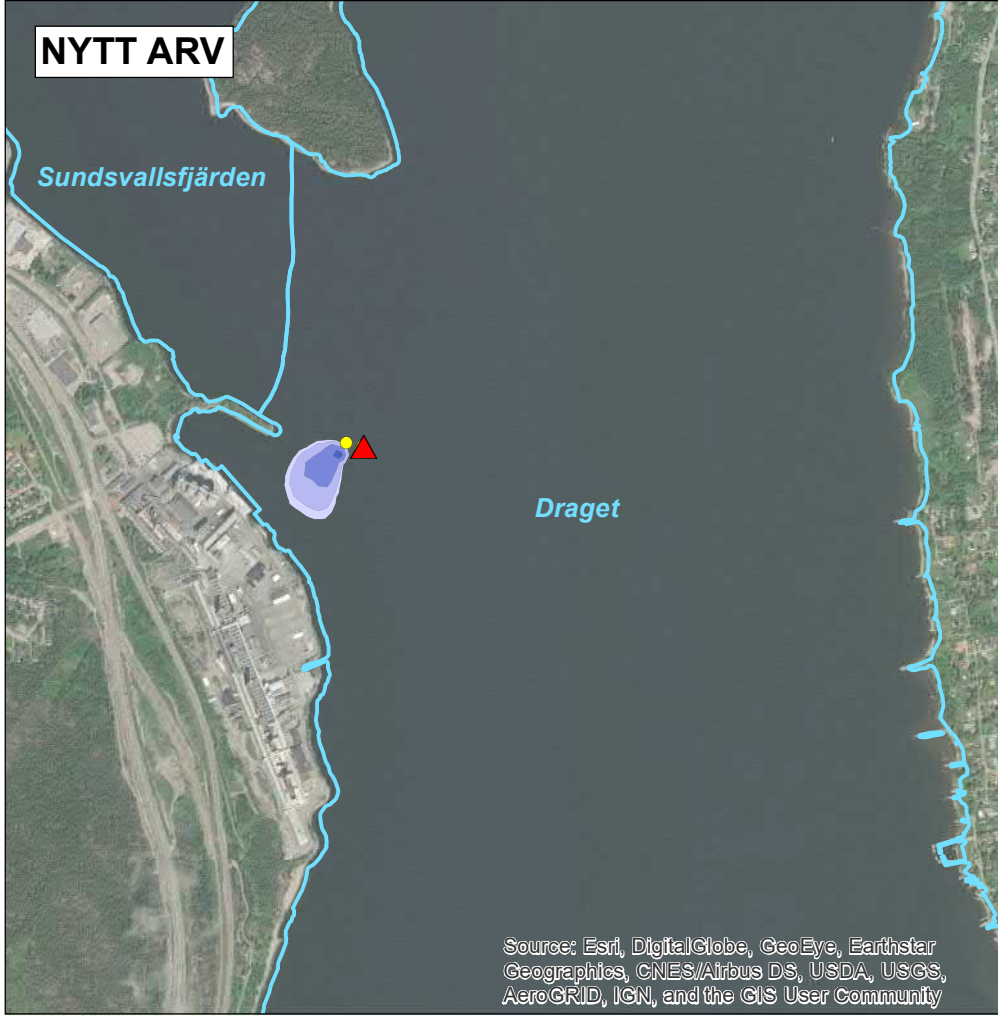 NYTT ARV
Sundsvallsfjärden
Draget
Source: Esri, DigitalGlobe, GeoEye, Earthstar
Geographics, CNES/Airbus DS, USDA, USGS,
AeroGRID, IGN, and the GIS User Community